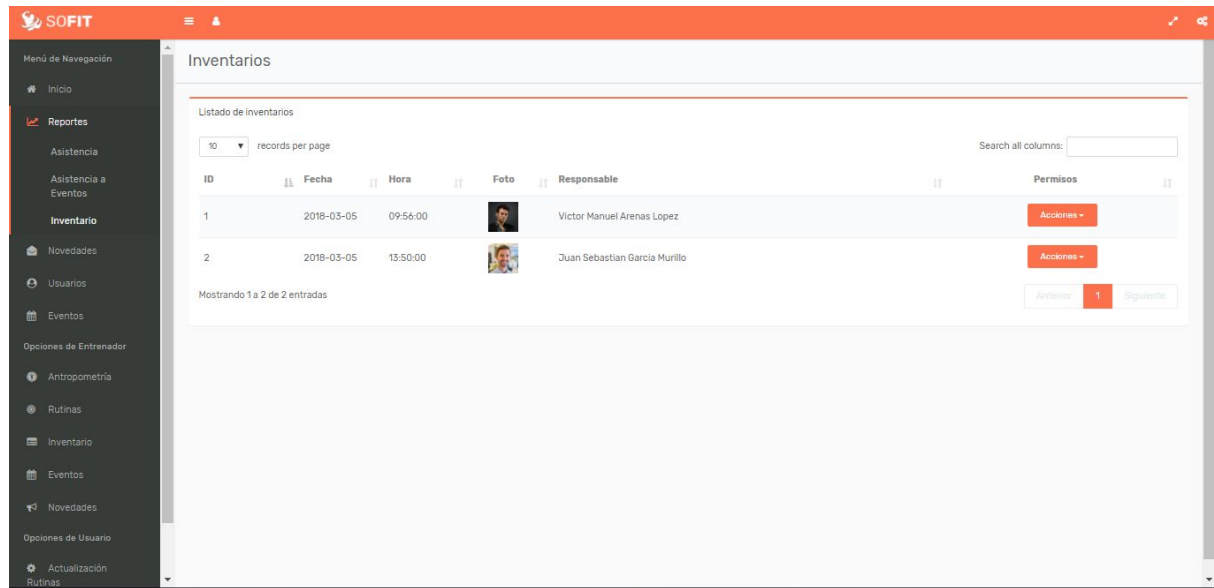 SOFIT
Menú de Navegación
Inicio
Reportes
Asistencia
Asistencia a
Eventos
Inventario
Novedades
Usuarios
Eventos
Opciones de Entrenador
Antropometría
Rutinas
Inventario
Eventos
Novedades
Opciones de Usuario
Actualización
Rutinas
Inventarios
Listado de inventarios
10 records per page Search all columns:
ID Fecha Hora Foto Responsable Permisos
1 2018-03-05 09:56:00 Victor Manuel Arenas Lopez Acciones
2 2018-03-05 13:50:00 Juan Sebastian Garcia Murillo Acciones
Mostrando 1 a 2 de 2 entradas Anterior 1 Siguiente